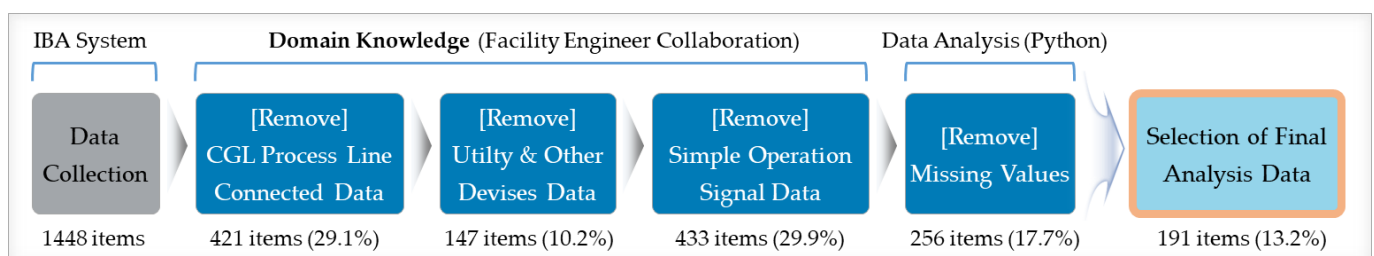 IBA System
Domain Knowledge (Facility Engineer Collaboration)
Data Analysis (Python)
Data
Collection
[Remove]
CGL Process Line
Connected Data
[Remove]
Utilty & Other
Devises Data
[Remove]
Simple Operation
Signal Data
[Remove]
Missing Values
Selection of Final
Analysis Data
1448 items
421 items (29.1%)
147 items (10.2%)
433 items (29.9%)
256 items (17.7%)
191 items (13.2%)